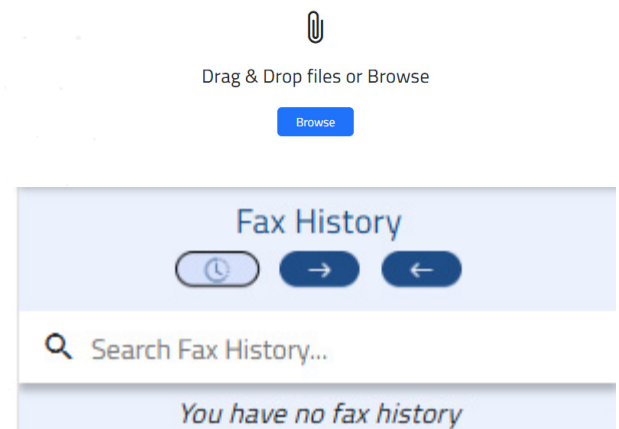 Drag & Drop files or Browse
Browse
Fax History
Search Fax History...
You have no fax history